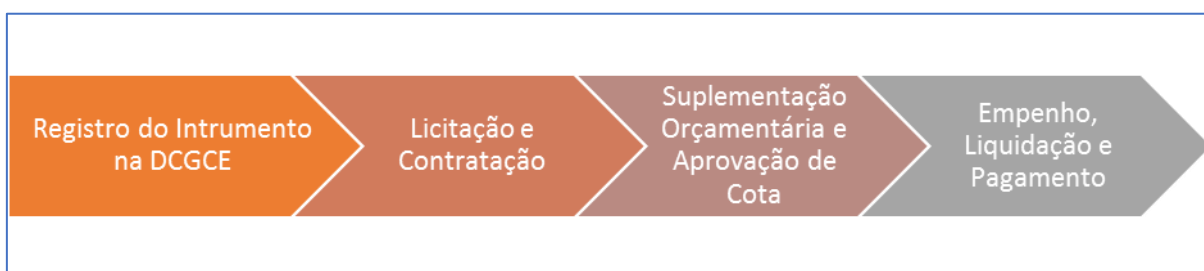 Registro do Intrumento
na DCGCE
Licitação e
Contratação
Suplementação
Orçamentária e
Aprovação de
Cota
Empenho,
Liquidação e
Pagamento